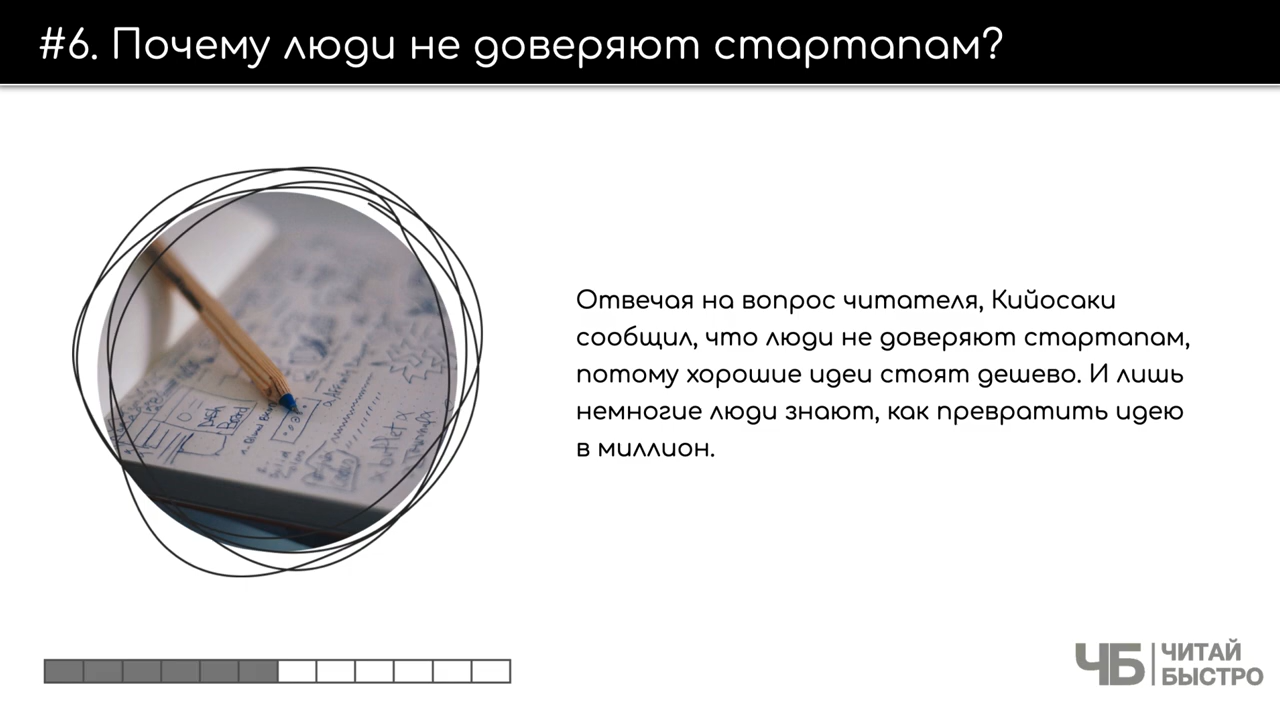 #6. Почему люди не доверяют стартапам?
Отвечая на вопрос читателя, Кийосаки
сообщил, что люди не доверяют стартапам,
потому хорошие идеи стоят дешево. И лишь
немногие люди знают, как превратить идею
в миллион.
ЧБ
ЧИТАЙ
БЫСТРО